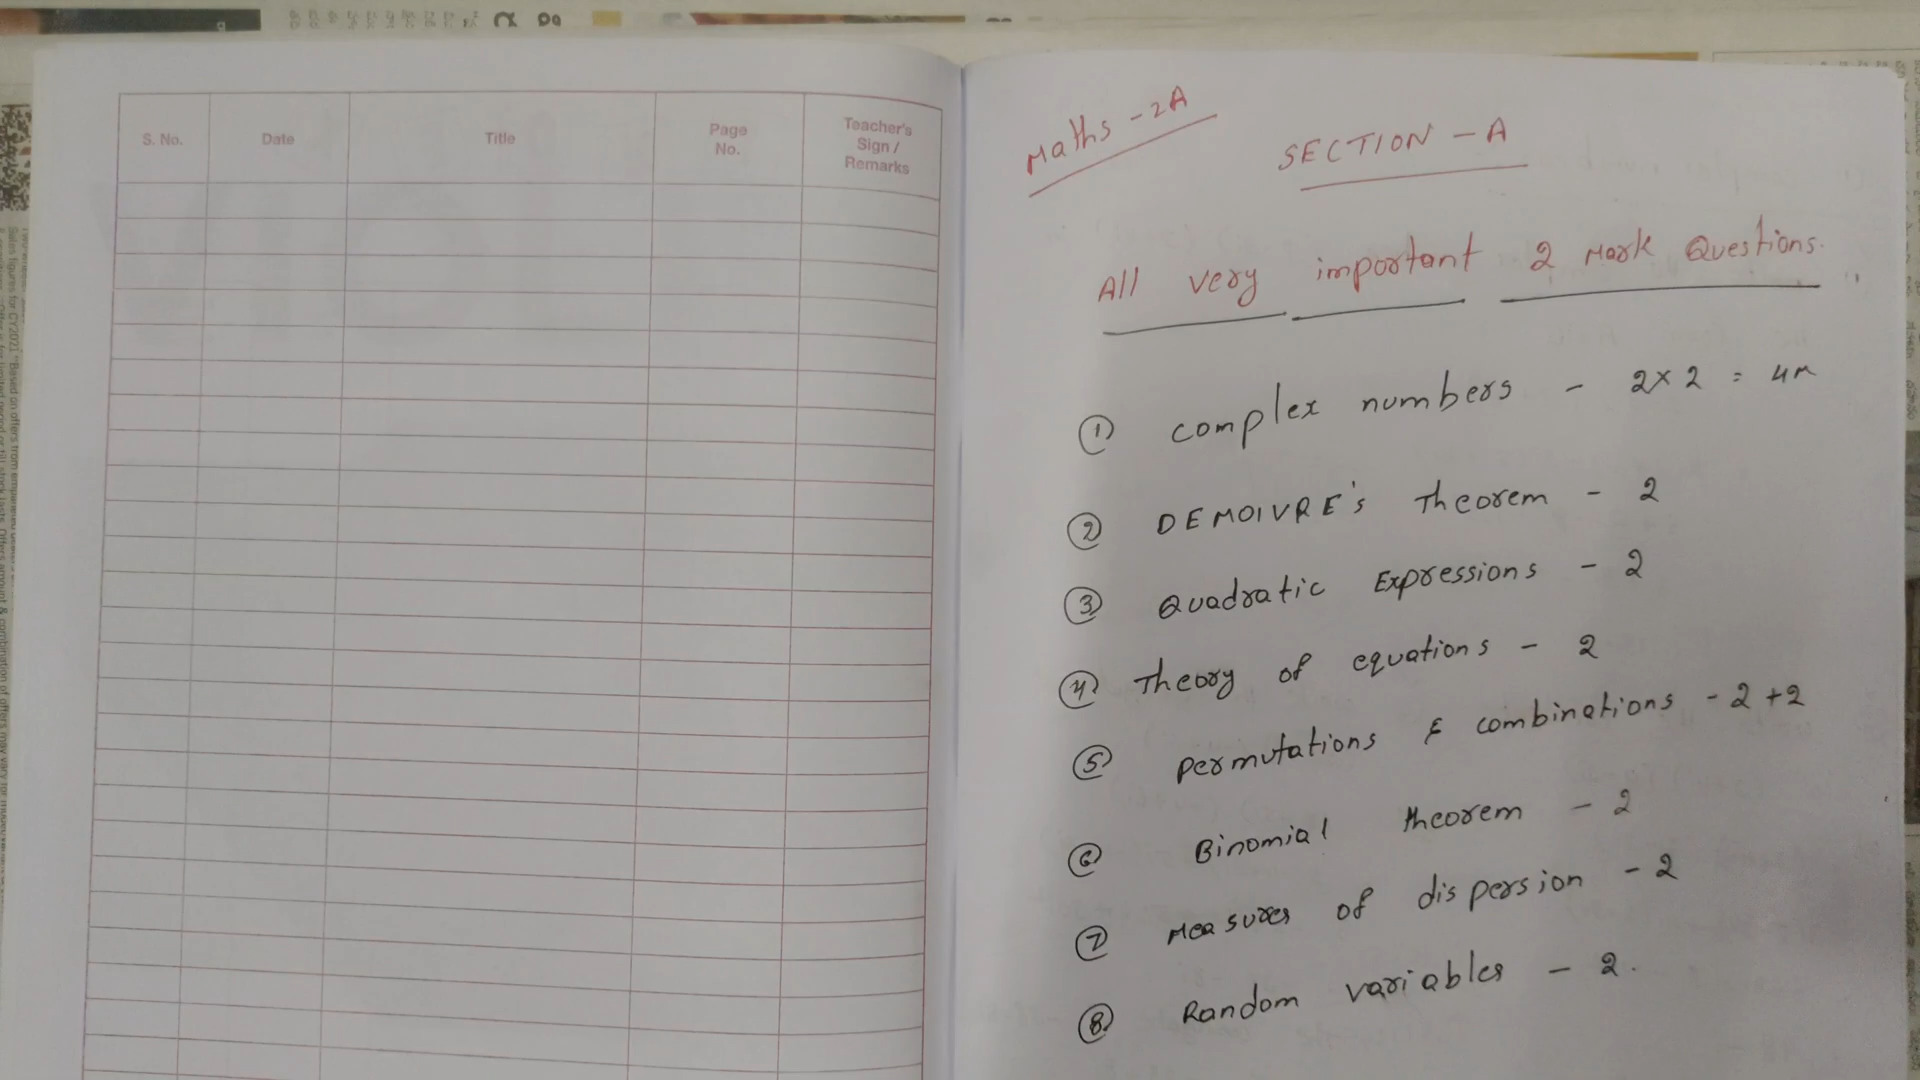 S. No.
Date
Title
Page
No.
Teacher's
Sign /
Remarks
Maths - 2A
SECTION - A
All very important 2 Mark Questions.
① complex numbers - 2×2 = 4M
② DEMOIVRE's Theorem - 2
③ Quadratic Expressions - 2
④ Theory of equations - 2
⑤ permutations & combinations - 2+2
⑥ Binomial theorem - 2
⑦ Measures of dispersion - 2
⑧ Random variables - 2.